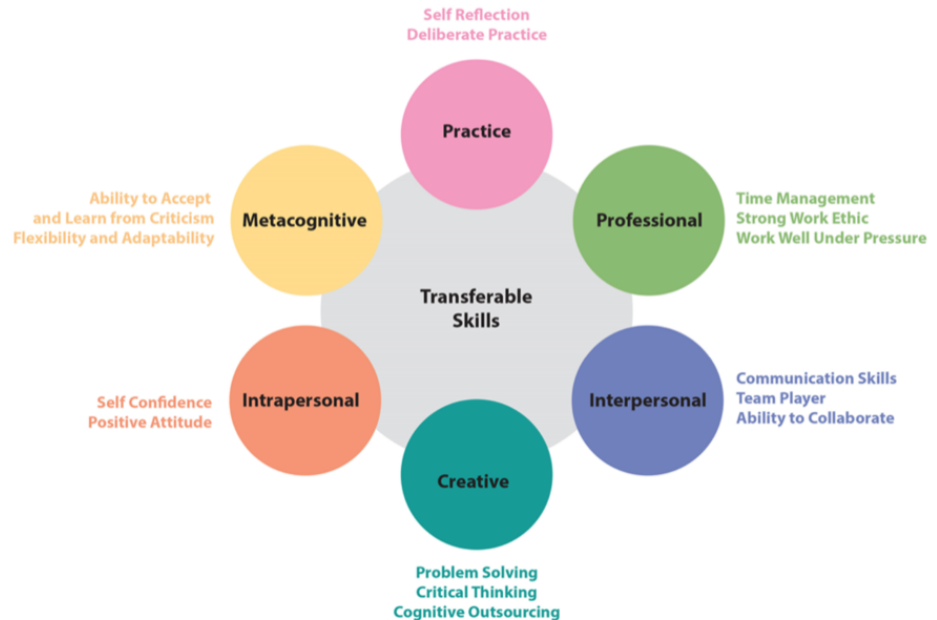 Self Reflection
Deliberate Practice
Practice
Ability to Accept
and Learn from Criticism
Flexibility and Adaptability
Metacognitive
Professional
Time Management
Strong Work Ethic
Work Well Under Pressure
Transferable
Skills
Self Confidence
Positive Attitude
Intrapersonal
Interpersonal
Communication Skills
Team Player
Ability to Collaborate
Creative
Problem Solving
Critical Thinking
Cognitive Outsourcing